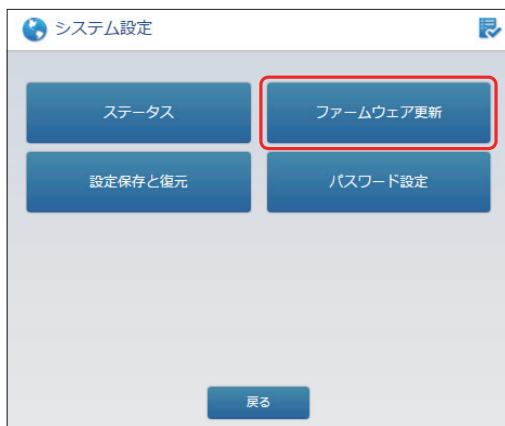 システム設定
ステータス
ファームウェア更新
設定保存と復元
パスワード設定
戻る